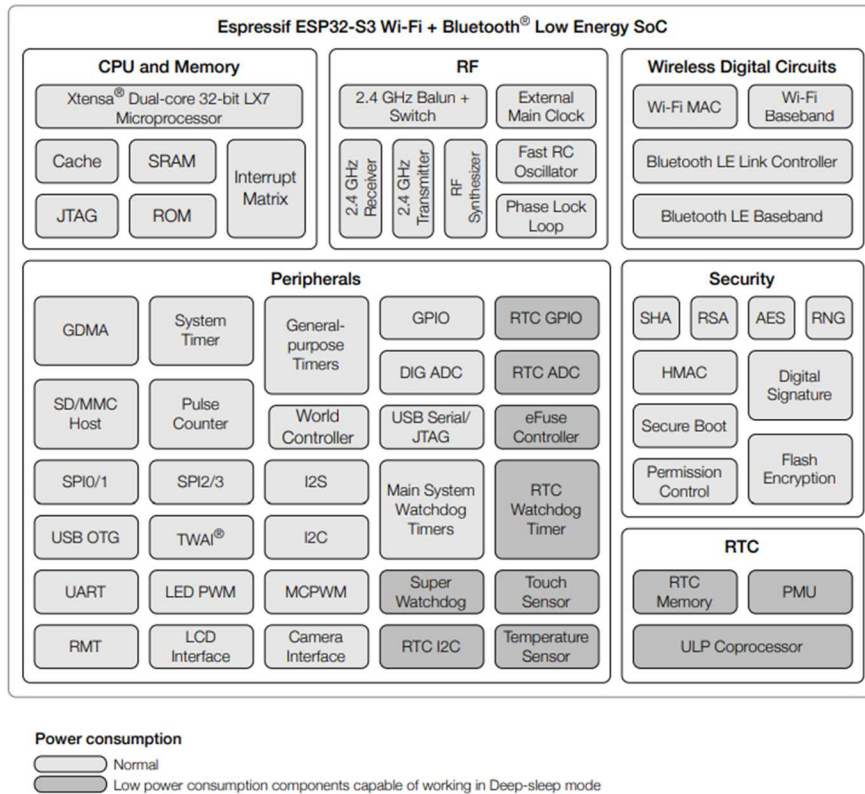 Espressif ESP32-S3 Wi-Fi + Bluetooth® Low Energy SoC
CPU and Memory
Xtensa® Dual-core 32-bit LX7
Microprocessor
Cache
SRAM
Interrupt
Matrix
JTAG
ROM
RF
2.4 GHz Balun +
Switch
External
Main Clock
2.4 GHz
Receiver
2.4 GHz
Transmitter
RF
Synthesizer
Fast RC
Oscillator
Phase Lock
Loop
Wireless Digital Circuits
Wi-Fi MAC
Wi-Fi
Baseband
Bluetooth LE Link Controller
Bluetooth LE Baseband
Peripherals
GDMA
System
Timer
General-
purpose
Timers
GPIO
RTC GPIO
DIG ADC
RTC ADC
SD/MMC
Host
Pulse
Counter
World
Controller
USB Serial/
JTAG
eFuse
Controller
SPI0/1
SPI2/3
I2S
Main System
Watchdog
Timers
RTC
Watchdog
Timer
USB OTG
TWAI®
I2C
UART
LED PWM
MCPWM
Super
Watchdog
Touch
Sensor
RMT
LCD
Interface
Camera
Interface
RTC I2C
Temperature
Sensor
Security
SHA
RSA
AES
RNG
HMAC
Digital
Signature
Secure Boot
Flash
Encryption
Permission
Control
RTC
RTC
Memory
PMU
ULP Coprocessor
Power consumption
Normal
Low power consumption components capable of working in Deep-sleep mode